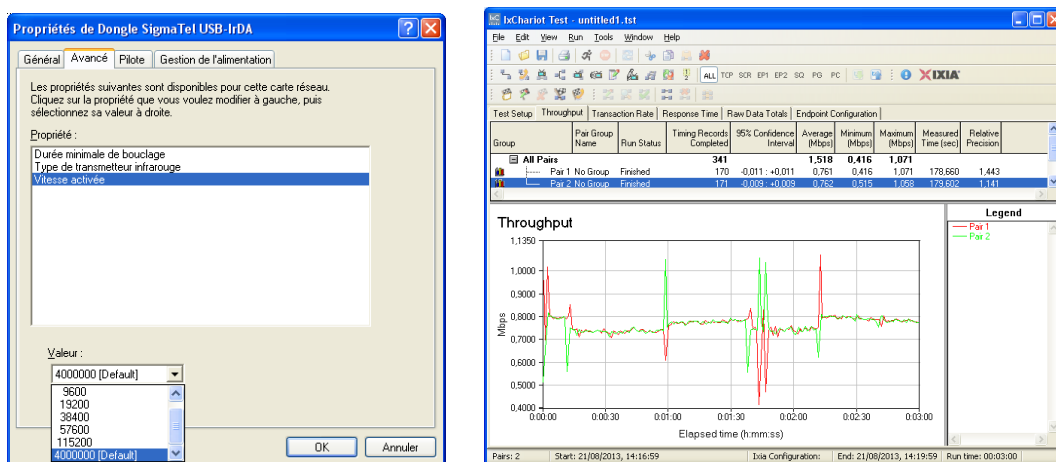 Propriétés de Dongle SigmaTel USB-IrDA
Général Avancé Pilote Gestion de l'alimentation
Les propriétés suivantes sont disponibles pour cette carte réseau.
Cliquez sur la propriété que vous voulez modifier à gauche, puis
sélectionnez sa valeur à droite.
Propriété :
Durée minimale de bouclage
Type de transmetteur infrarouge
Vitesse activée
Valeur :
4000000 [Default]
9600
19200
38400
57600
115200
4000000 [Default]
OK Annuler
IxChariot Test - untitled1.tst
File Edit View Run Tools Window Help
ALL TCP SCR EP1 EP2 SQ PG PC XIXIA
Test Setup Throughput Transaction Rate Response Time Raw Data Totals Endpoint Configuration
Group Pair Group Name Run Status Timing Records Completed 95% Confidence Interval Average (Mbps) Minimum (Mbps) Maximum (Mbps) Measured Time (sec) Relative Precision
All Pairs 341 1,518 0,416 1,071
Pair 1 No Group Finished 170 -0,011 : +0,011 0,761 0,416 1,071 178,660 1,443
Pair 2 No Group Finished 171 -0,009 : +0,009 0,762 0,515 1,058 179,602 1,141
Throughput
Legend
Pair 1
Pair 2
Mbps
1,1350
1,0000
0,9000
0,8000
0,7000
0,6000
0,5000
0,4000
0:00:00 0:00:30 0:01:00 0:01:30 0:02:00 0:02:30 0:03:00
Elapsed time (h:mm:ss)
Pairs: 2 Start: 21/08/2013, 14:16:59 Ixia Configuration: End: 21/08/2013, 14:19:59 Run time: 00:03:00